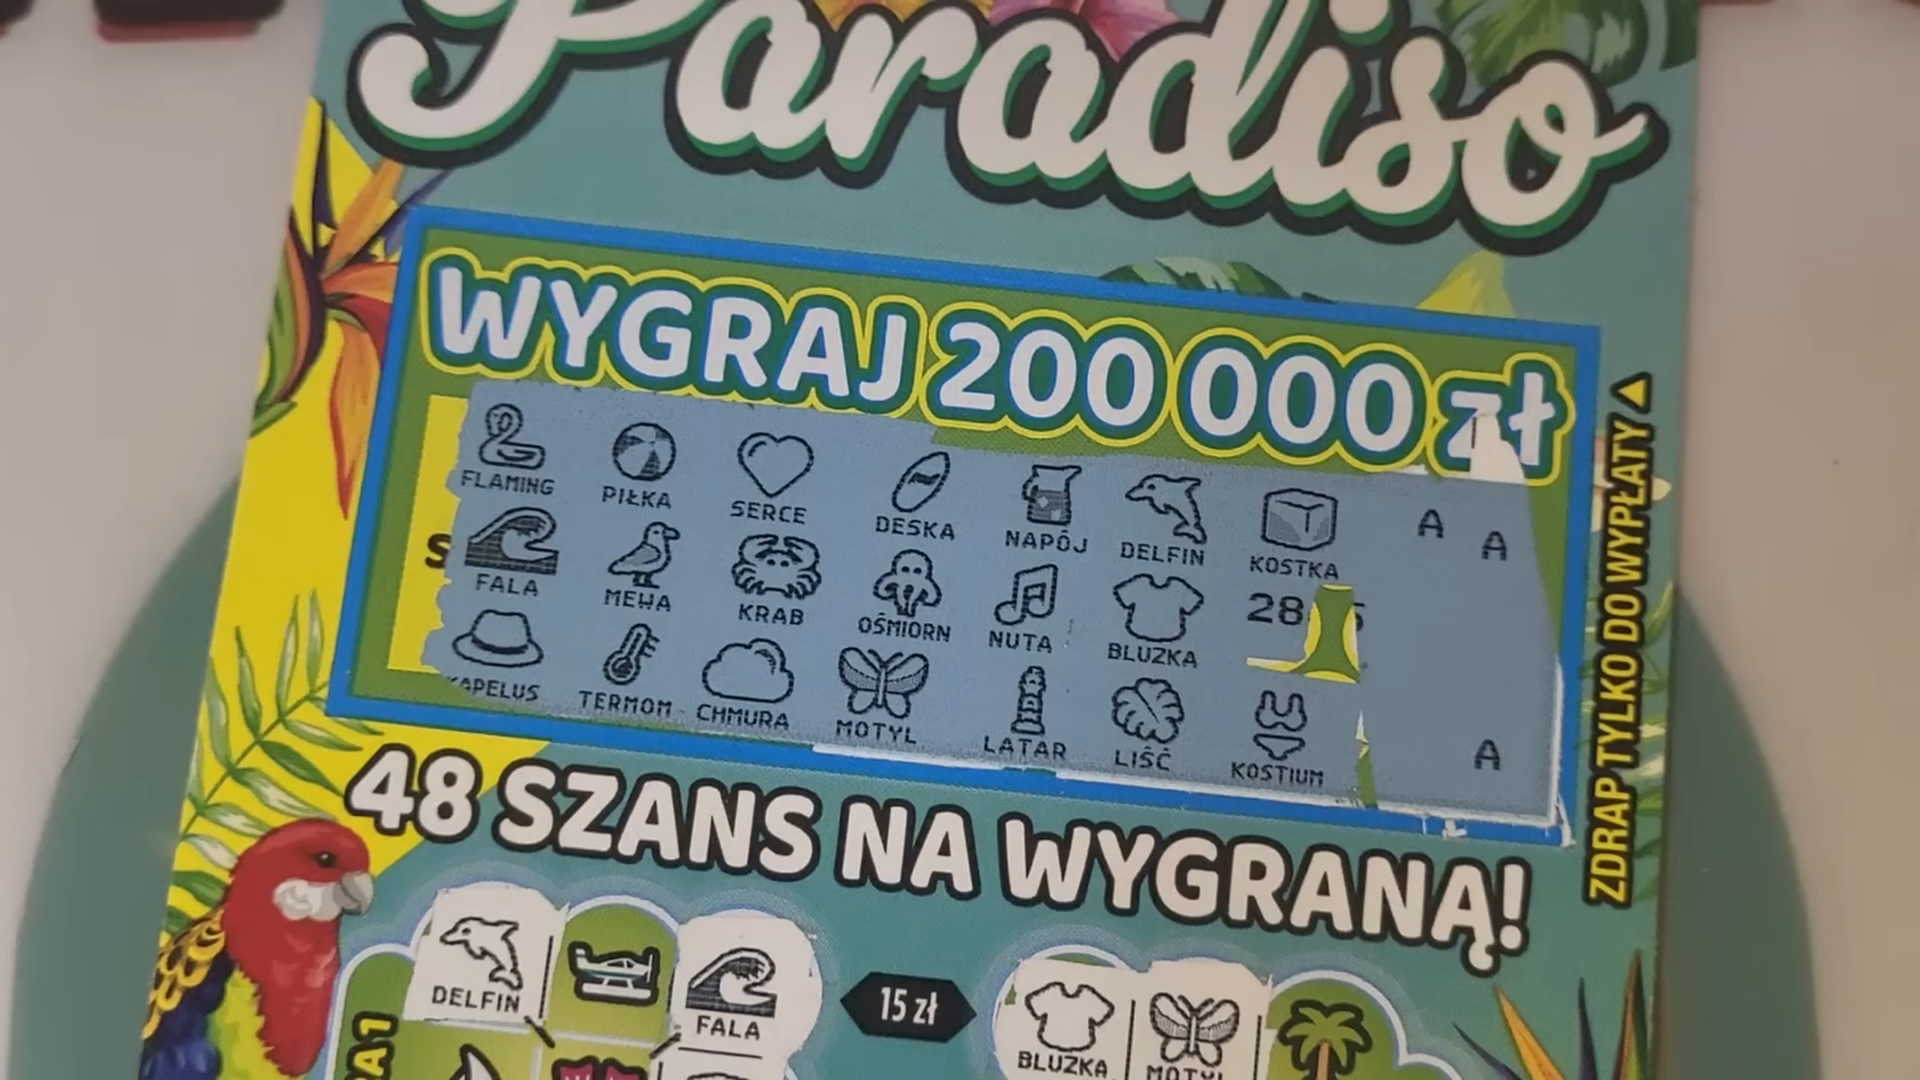 Paradiso
WYGRAJ 200 000 zł
FLAMING PIŁKA SERCE DESKA NAPÓJ DELFIN KOSTKA A A
FALA MEWA KRAB OŚMIORN NUTA BLUZKA 28
KAPELUS TERMOM CHMURA MOTYL LATAR LIŚĆ KOSTIUM A
ZDRAP TYLKO DO WYPŁATY
48 SZANS NA WYGRANĄ!
DELFIN FALA 15 zł BLUZKA MOTYL